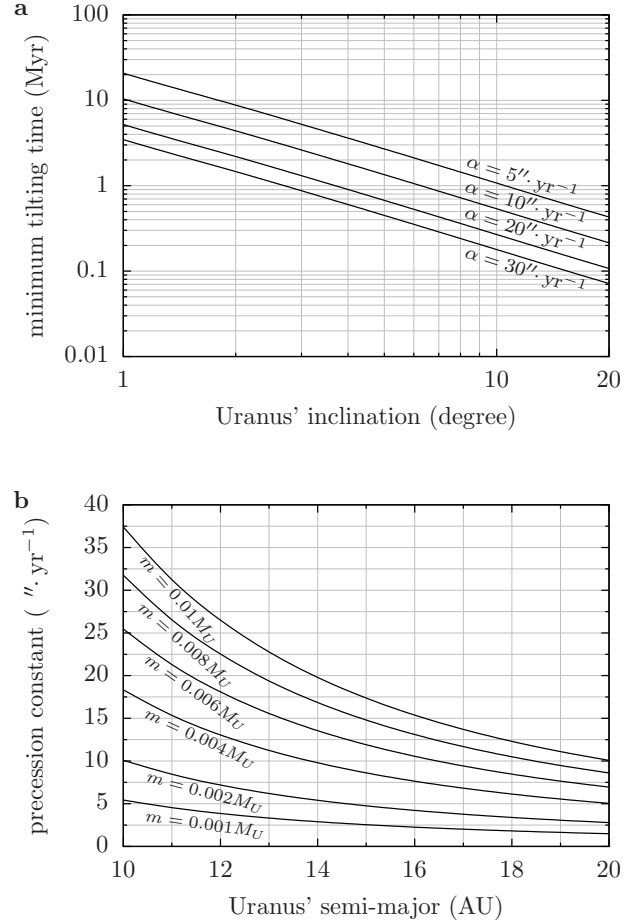 a
minimum tilting time (Myr)
100
10
1
0.1
0.01
α = 5″· yr−1
α = 10″· yr−1
α = 20″· yr−1
α = 30″· yr−1
1
10
20
Uranus' inclination (degree)
b
precession constant ( ″· yr−1)
40
35
30
25
20
15
10
5
0
m = 0.01MU
m = 0.008MU
m = 0.006MU
m = 0.004MU
m = 0.002MU
m = 0.001MU
10
12
14
16
18
20
Uranus' semi-major (AU)